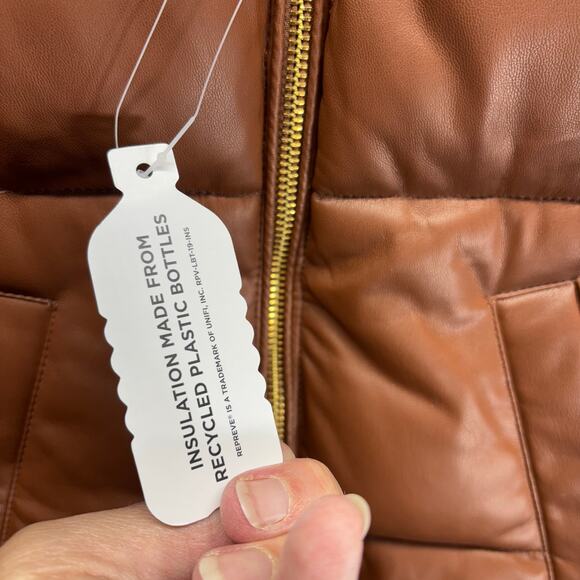 INSULATION MADE FROM
RECYCLED PLASTIC BOTTLES
REPREVE® IS A TRADEMARK OF UNIFI, INC. RPV-LBT-19-INS